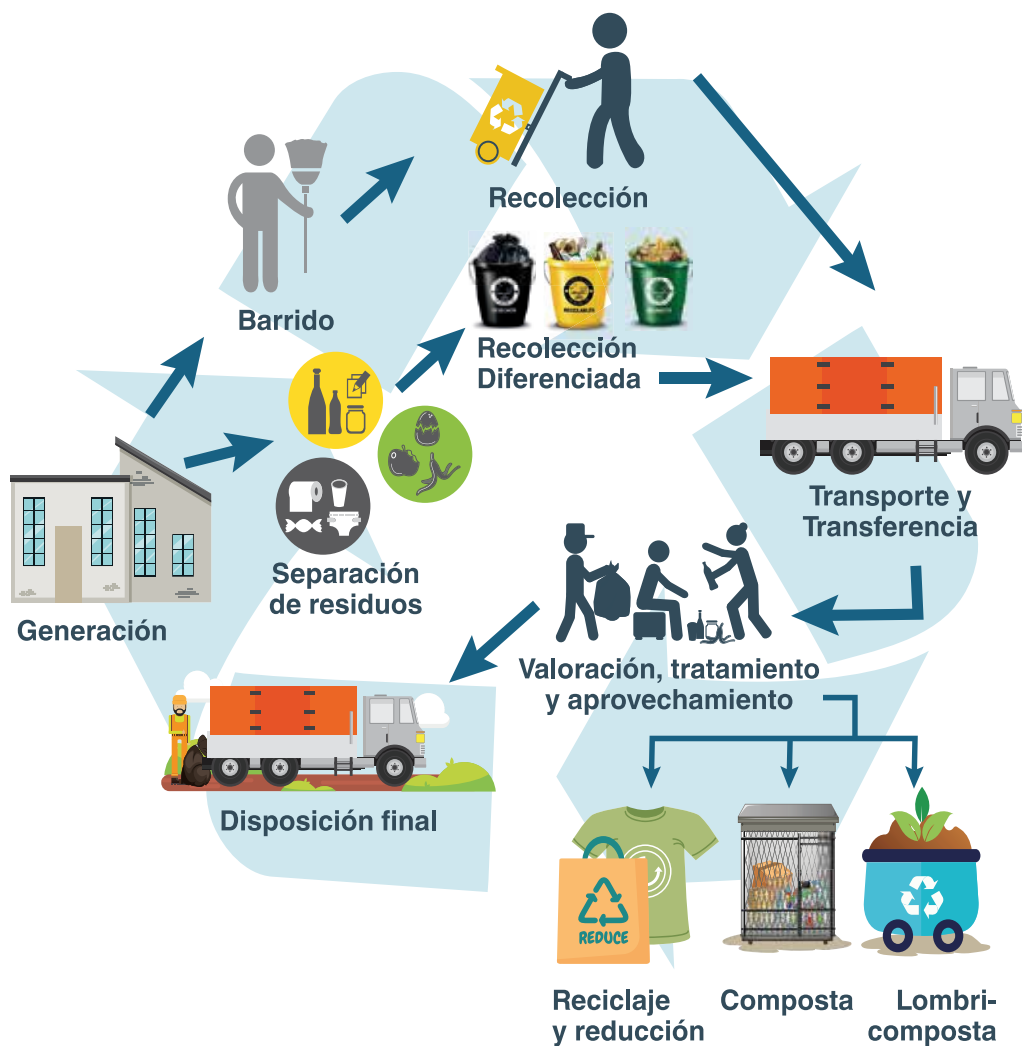 Recolección
Barrido
RECICLABLES
Recolección
Diferenciada
Transporte y
Transferencia
Separación
de residuos
Generación
Valoración, tratamiento
y aprovechamiento
Disposición final
REDUCE
Reciclaje
y reducción
Composta
Lombri-
composta